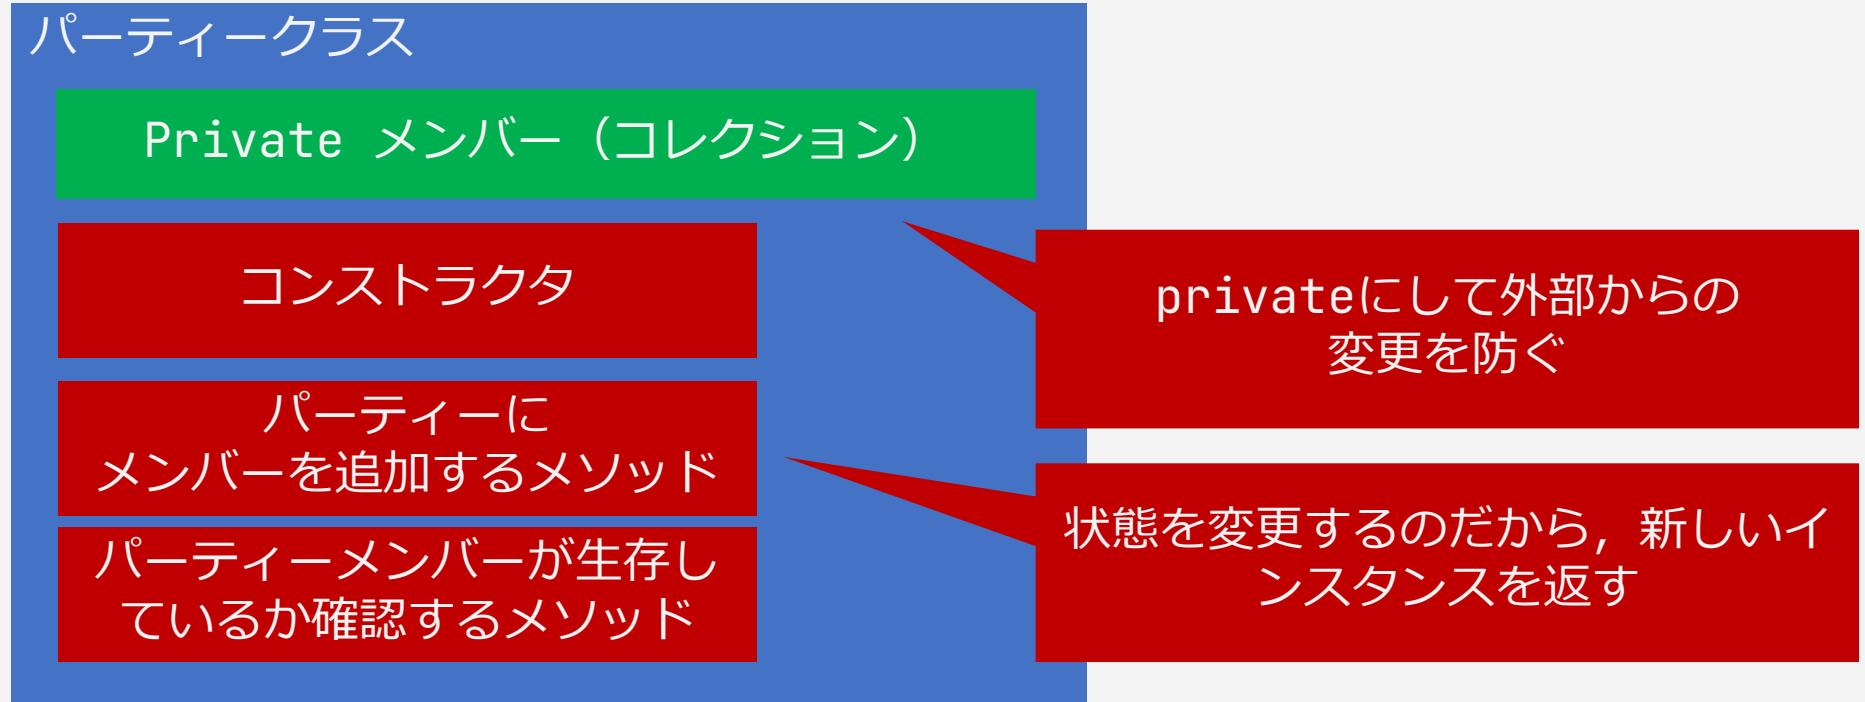 パーティークラス
Private メンバー（コレクション）
コンストラクタ
privateにして外部からの
変更を防ぐ
パーティーに
メンバーを追加するメソッド
状態を変更するのだから，新しいイ
ンスタンスを返す
パーティーメンバーが生存し
ているか確認するメソッド